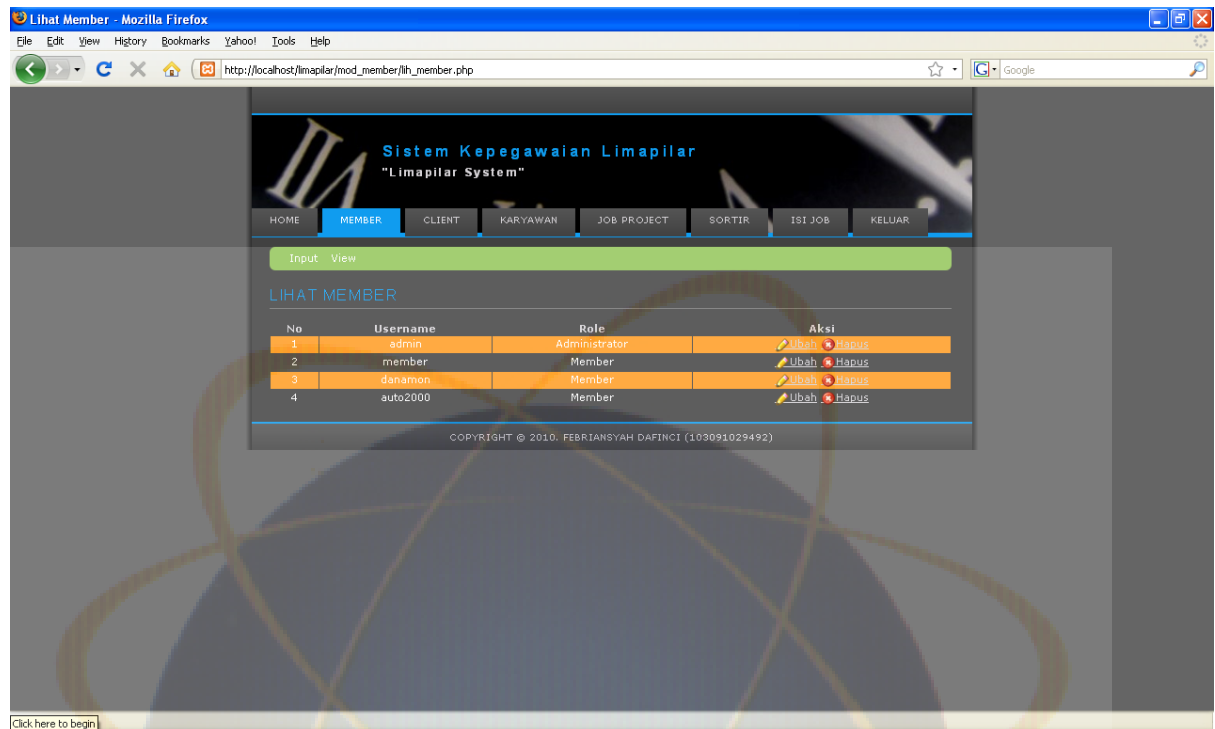 Lihat Member - Mozilla Firefox
File Edit View History Bookmarks Yahoo! Tools Help
http://localhost/limapilar/mod_member/lih_member.php
Google
Sistem Kepegawaian Limapilar
"Limapilar System"
HOME MEMBER CLIENT KARYAWAN JOB PROJECT SORTIR ISI JOB KELUAR
Input View
LIHAT MEMBER
No Username Role Aksi
1 admin Administrator Ubah Hapus
2 member Member Ubah Hapus
3 danamon Member Ubah Hapus
4 auto2000 Member Ubah Hapus
COPYRIGHT @ 2010. FEBRIANSYAH DAFINCI (103091029492)
Click here to begin